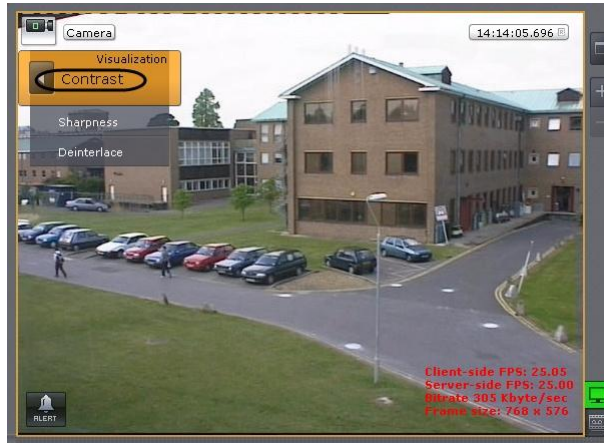 Camera
14:14:05.696
Visualization
Contrast
Sharpness
Deinterlace
Client-side FPS: 25.05
Server-side FPS: 25.00
Bitrate 305 Kbyte/sec
Frame size: 768 x 576
ALERT